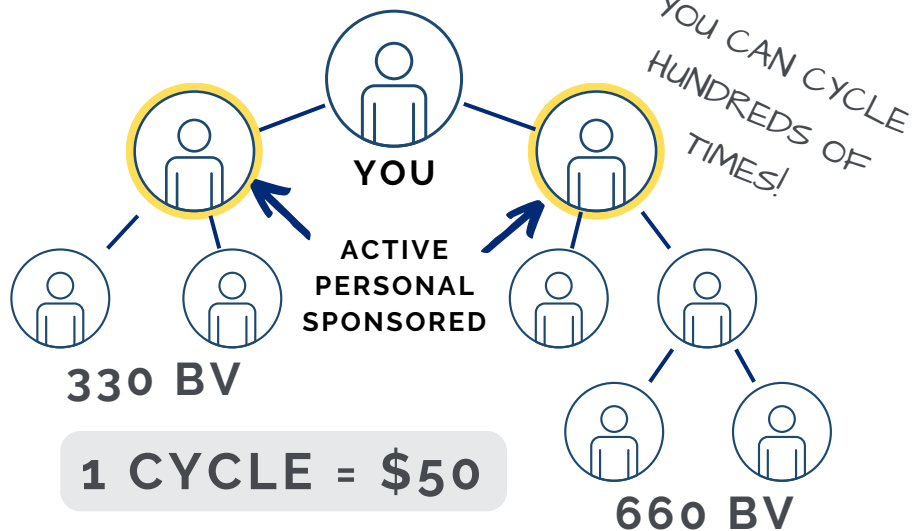 YOU CAN CYCLE
HUNDREDS OF
TIMES!
YOU
ACTIVE
PERSONAL
SPONSORED
330 BV
1 CYCLE = $50
660 BV